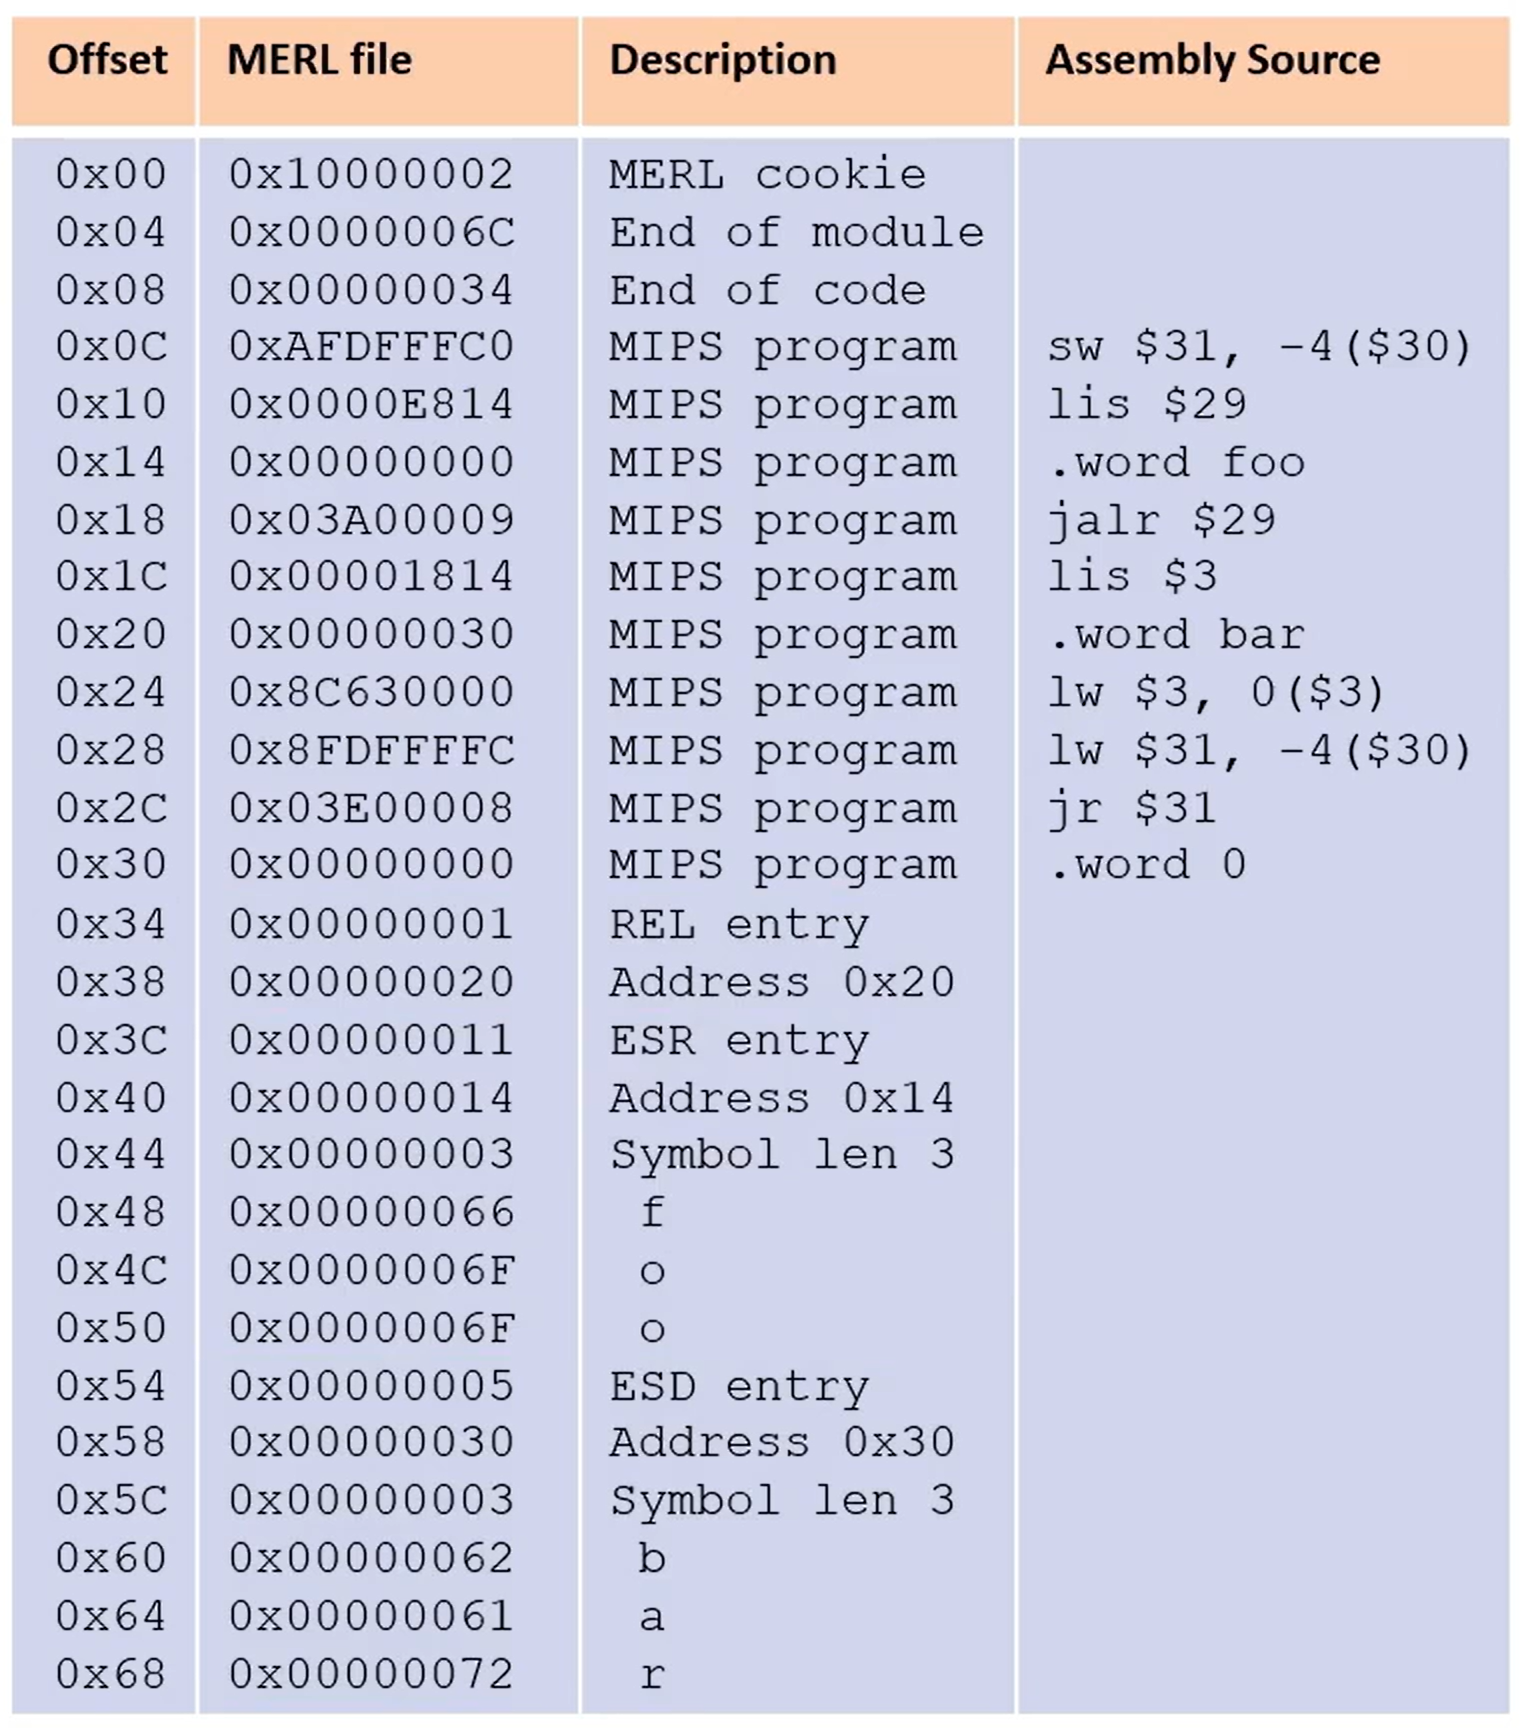 Offset MERL file Description Assembly Source
0x00 0x10000002 MERL cookie
0x04 0x0000006C End of module
0x08 0x00000034 End of code
0x0C 0xAFDFFFC0 MIPS program sw $31, -4($30)
0x10 0x0000E814 MIPS program lis $29
0x14 0x00000000 MIPS program .word foo
0x18 0x03A00009 MIPS program jalr $29
0x1C 0x00001814 MIPS program lis $3
0x20 0x00000030 MIPS program .word bar
0x24 0x8C630000 MIPS program lw $3, 0($3)
0x28 0x8FDFFFFC MIPS program lw $31, -4($30)
0x2C 0x03E00008 MIPS program jr $31
0x30 0x00000000 MIPS program .word 0
0x34 0x00000001 REL entry
0x38 0x00000020 Address 0x20
0x3C 0x00000011 ESR entry
0x40 0x00000014 Address 0x14
0x44 0x00000003 Symbol len 3
0x48 0x00000066 f
0x4C 0x0000006F o
0x50 0x0000006F o
0x54 0x00000005 ESD entry
0x58 0x00000030 Address 0x30
0x5C 0x00000003 Symbol len 3
0x60 0x00000062 b
0x64 0x00000061 a
0x68 0x00000072 r